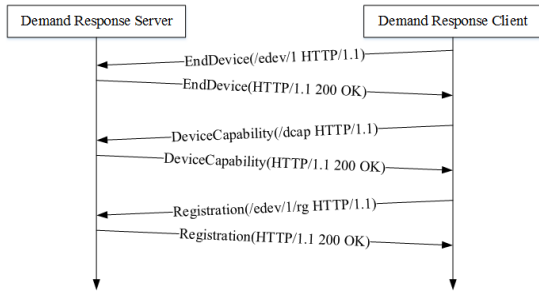 Demand Response Server
Demand Response Client
EndDevice(/edev/1 HTTP/1.1)
EndDevice(HTTP/1.1 200 OK)
DeviceCapability(/dcap HTTP/1.1)
DeviceCapability(HTTP/1.1 200 OK)
Registration(/edev/1/rg HTTP/1.1)
Registration(HTTP/1.1 200 OK)